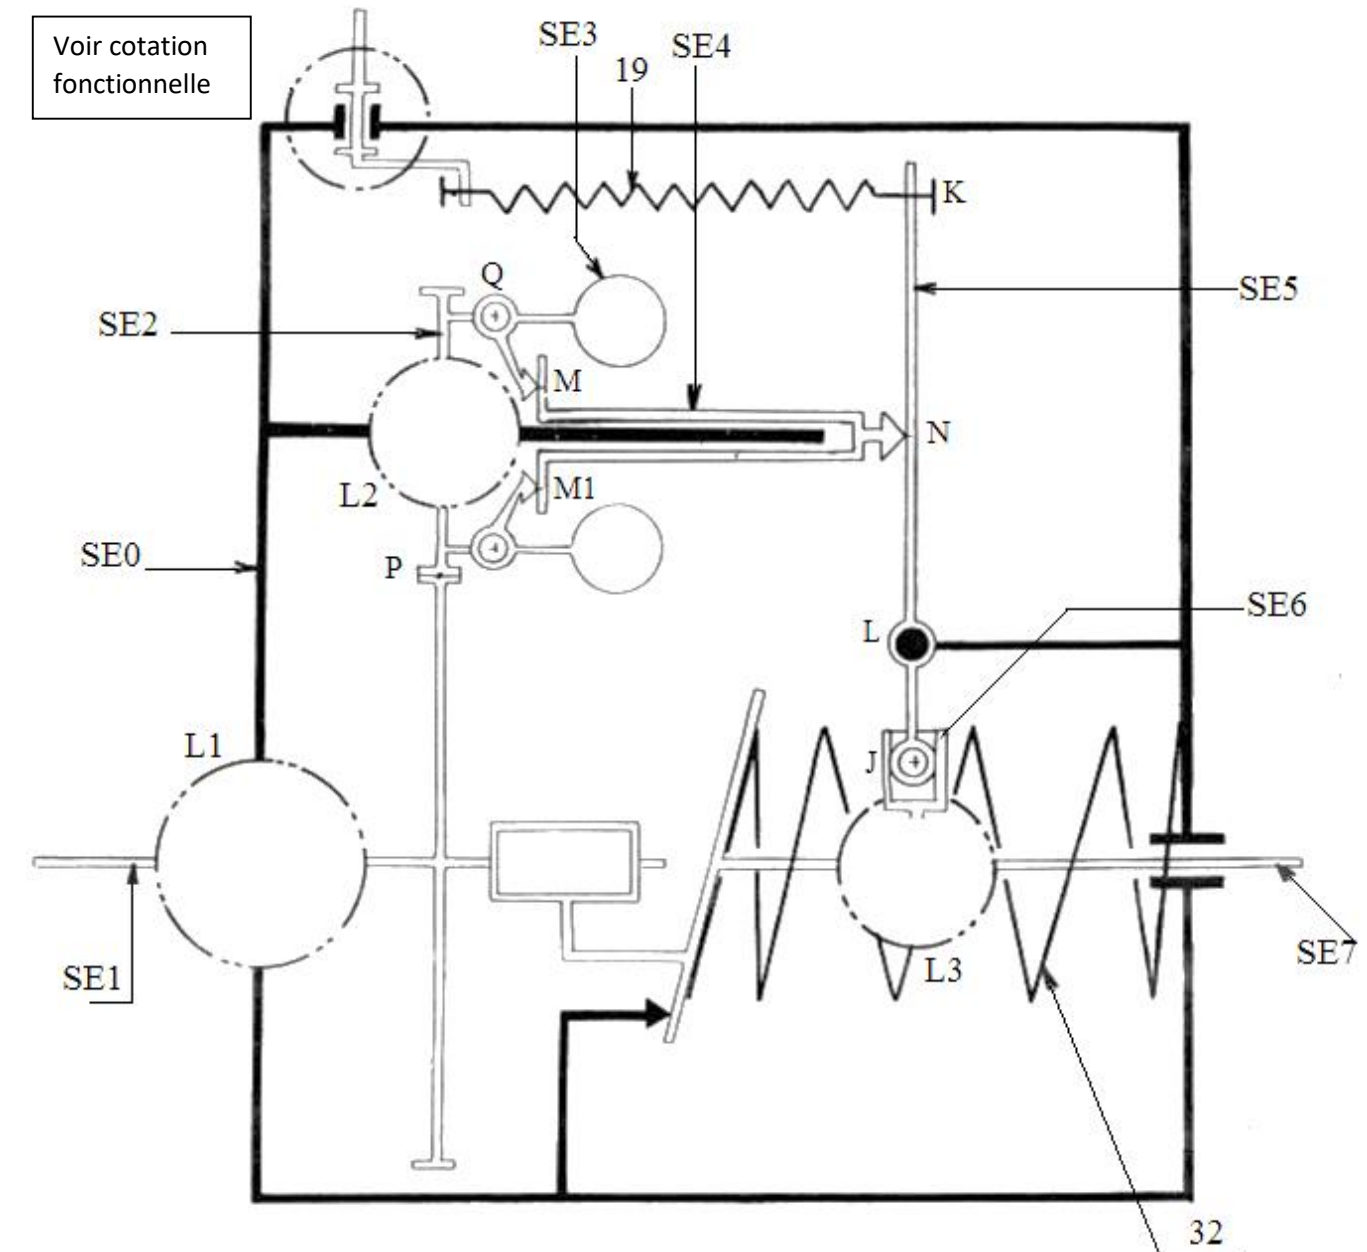 Voir cotation
fonctionnelle
SE3
SE4
19
K
Q
SE5
SE2
M
N
L2
M1
SE0
P
SE6
L
L1
J
SE7
SE1
L3
32